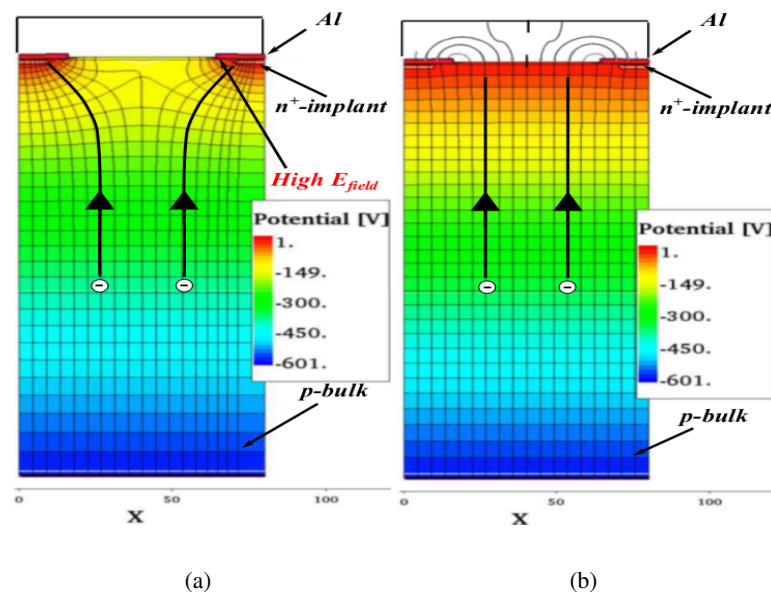 Al
n+-implant
High Efield
Potential [V]
1.
-149.
-300.
-450.
-601.
p-bulk
0
50
100
X
(a)
Al
n+-implant
Potential [V]
1.
-149.
-300.
-450.
-601.
p-bulk
0
50
100
X
(b)